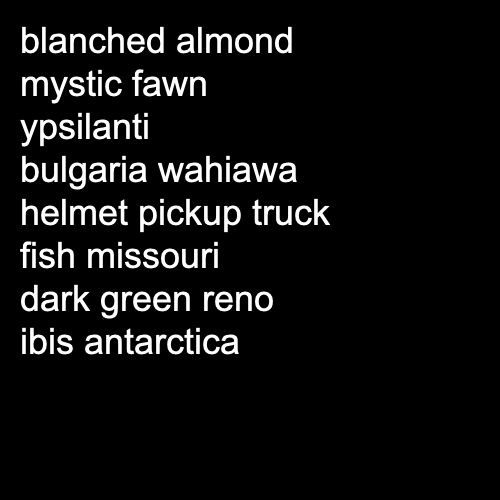 blanched almond
mystic fawn
ypsilanti
bulgaria wahiawa
helmet pickup truck
fish missouri
dark green reno
ibis antarctica